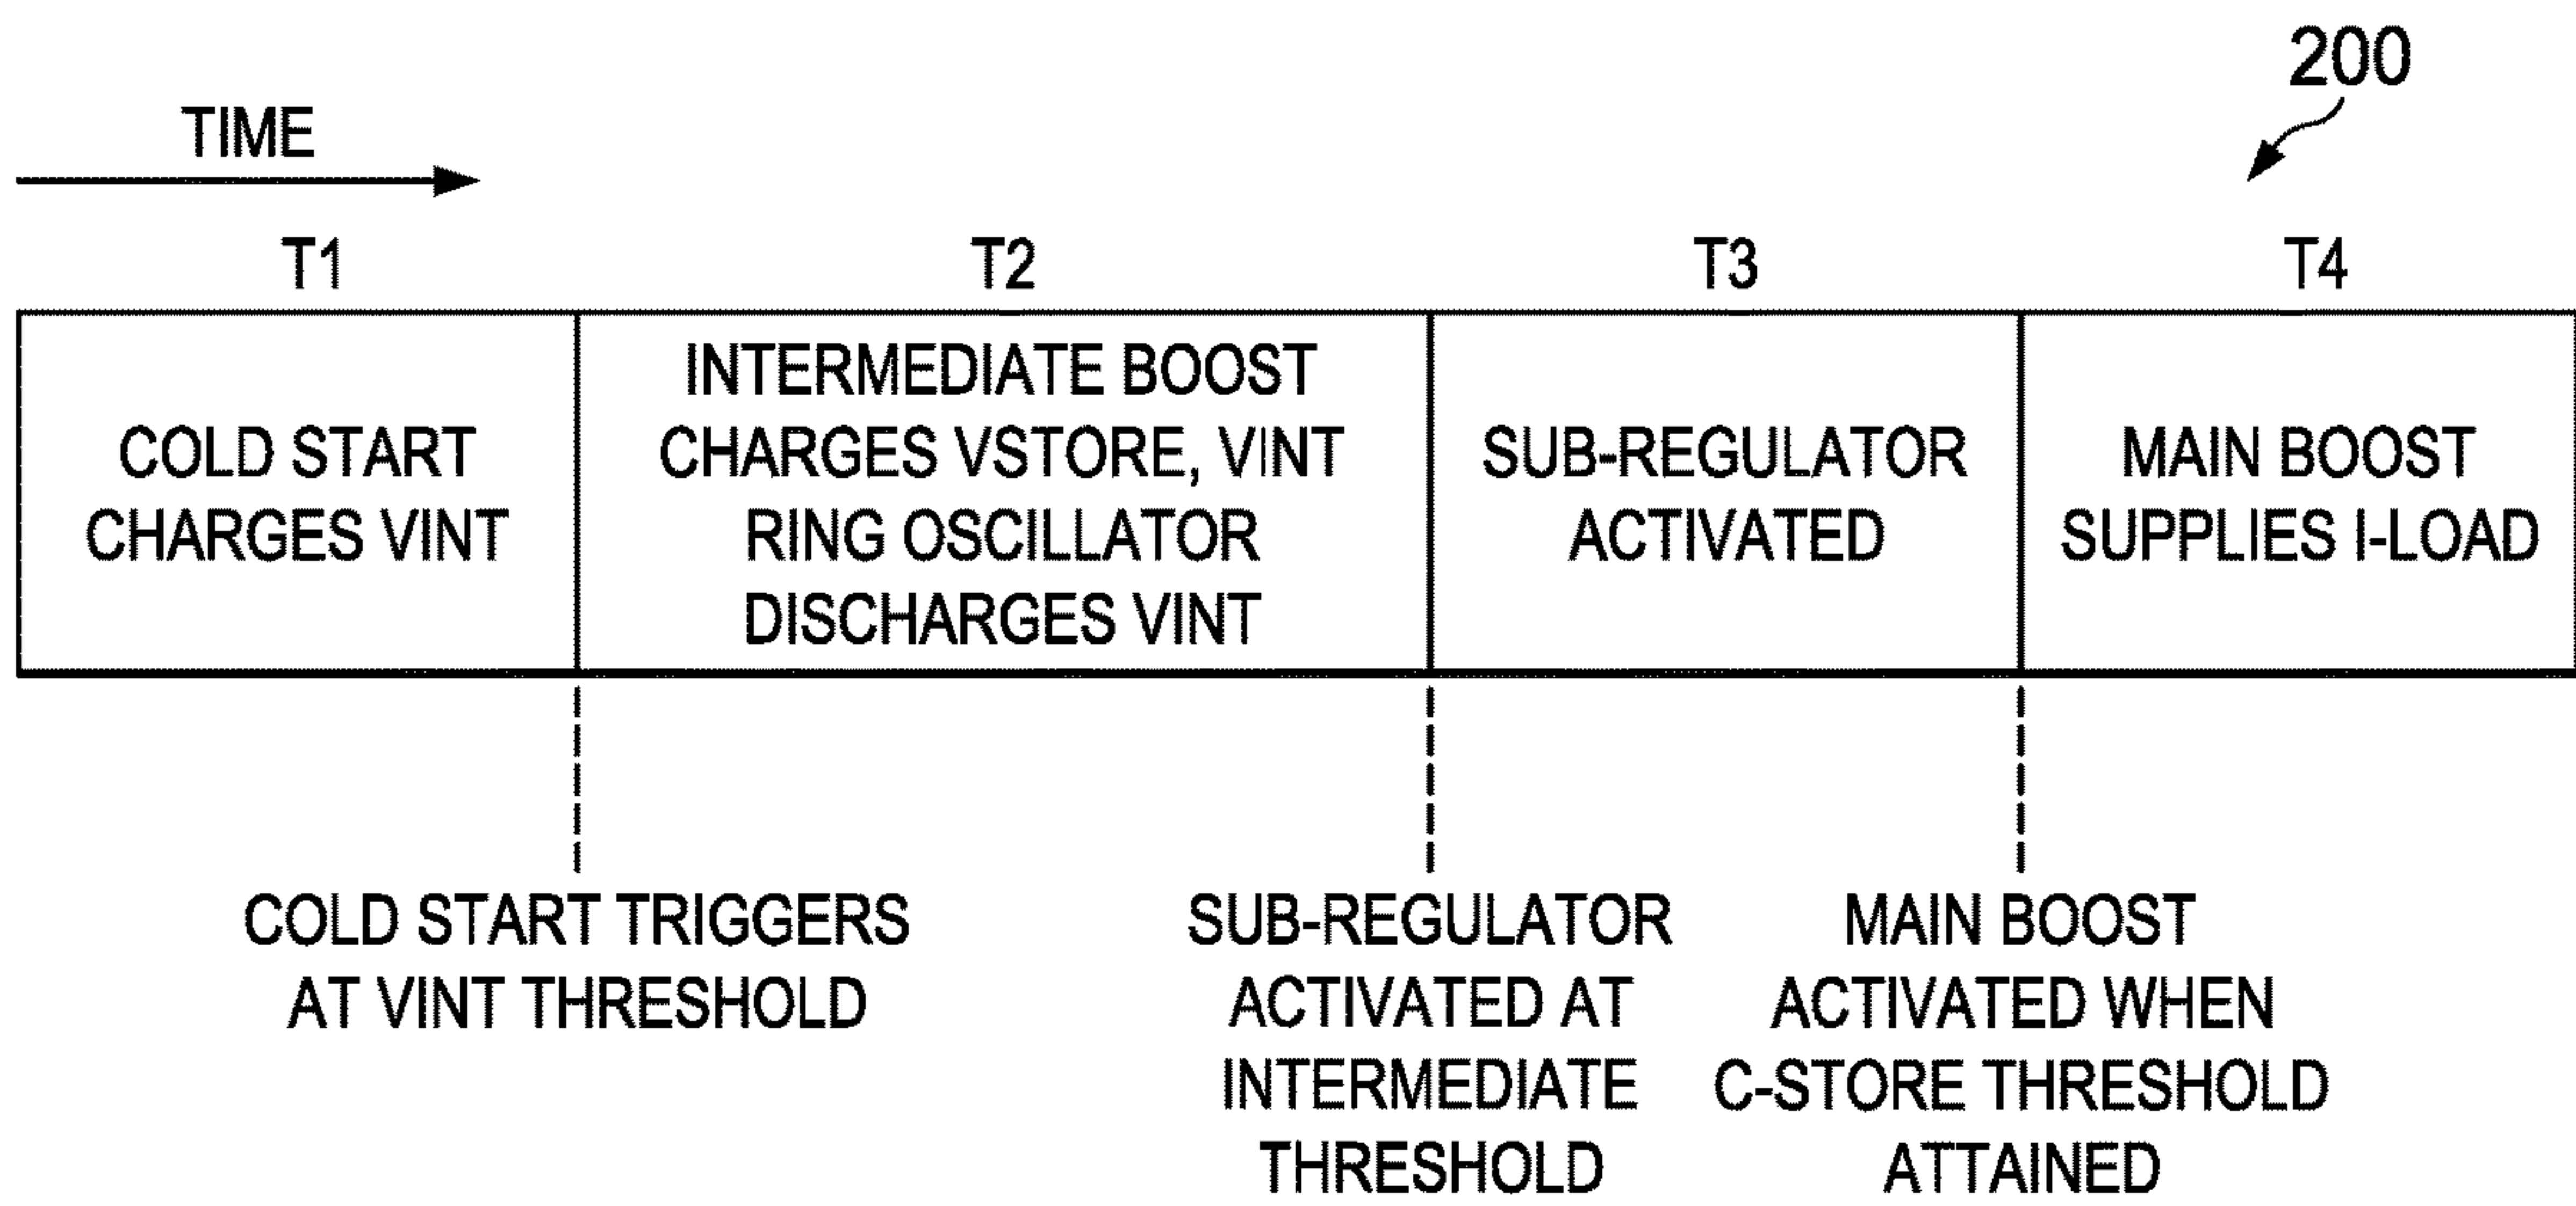 200
TIME
T1
T2
T3
T4
COLD START
CHARGES VINT
INTERMEDIATE BOOST
CHARGES VSTORE, VINT
RING OSCILLATOR
DISCHARGES VINT
SUB-REGULATOR
ACTIVATED
MAIN BOOST
SUPPLIES I-LOAD
COLD START TRIGGERS
AT VINT THRESHOLD
SUB-REGULATOR
ACTIVATED AT
INTERMEDIATE
THRESHOLD
MAIN BOOST
ACTIVATED WHEN
C-STORE THRESHOLD
ATTAINED